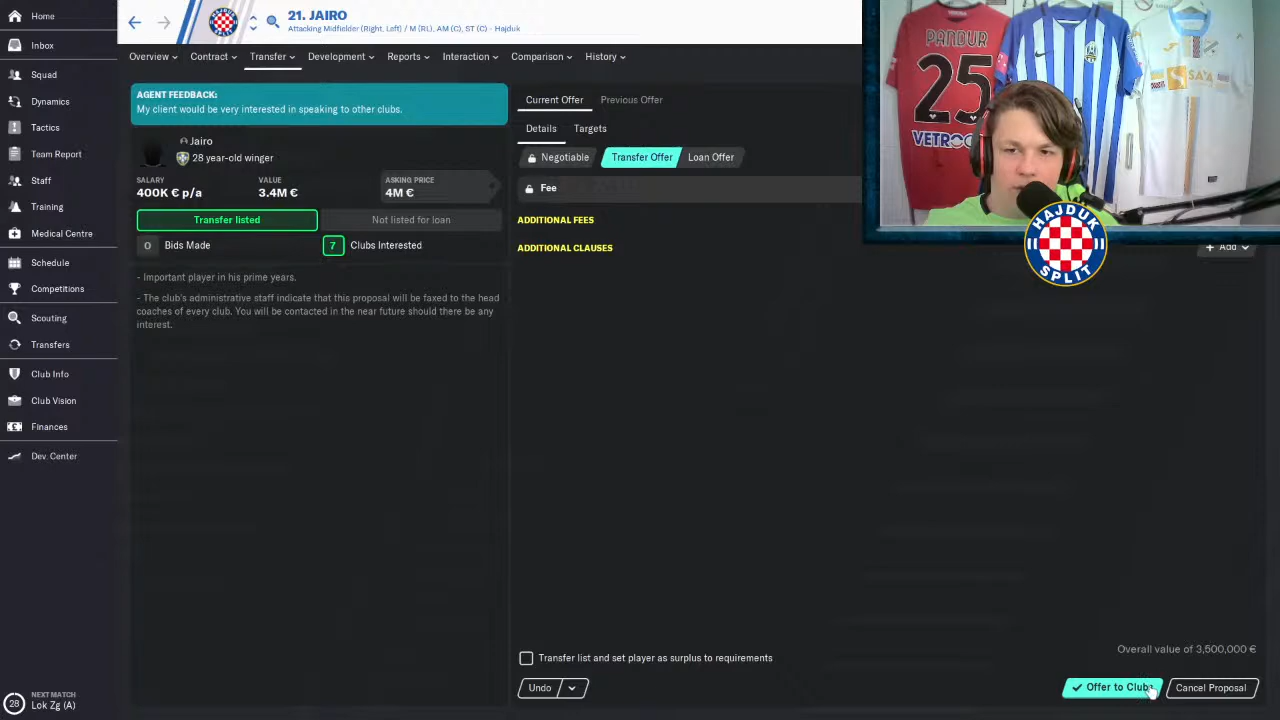 Home
Inbox
Squad
Dynamics
Tactics
Team Report
Staff
Training
Medical Centre
Schedule
Competitions
Scouting
Transfers
Club Info
Club Vision
Finances
Dev. Center
28
NEXT MATCH
Lok Zg (A)
21. JAIRO
Attacking Midfielder (Right, Left) / M (RL), AM (C), ST (C) - Hajduk
Overview Contract Transfer Development Reports Interaction Comparison History
AGENT FEEDBACK:
My client would be very interested in speaking to other clubs.
Jairo
28 year-old winger
SALARY VALUE ASKING PRICE
400K € p/a 3.4M € 4M €
Transfer listed Not listed for loan
0 Bids Made 7 Clubs Interested
- Important player in his prime years.
- The club's administrative staff indicate that this proposal will be faxed to the head
coaches of every club. You will be contacted in the near future should there be any
interest.
Current Offer Previous Offer
Details Targets
Negotiable Transfer Offer Loan Offer
Fee
ADDITIONAL FEES
ADDITIONAL CLAUSES
+ Add
Overall value of 3,500,000 €
Transfer list and set player as surplus to requirements
Undo
Offer to Clubs Cancel Proposal
PANDUR
25
HAJDUK
SPLIT